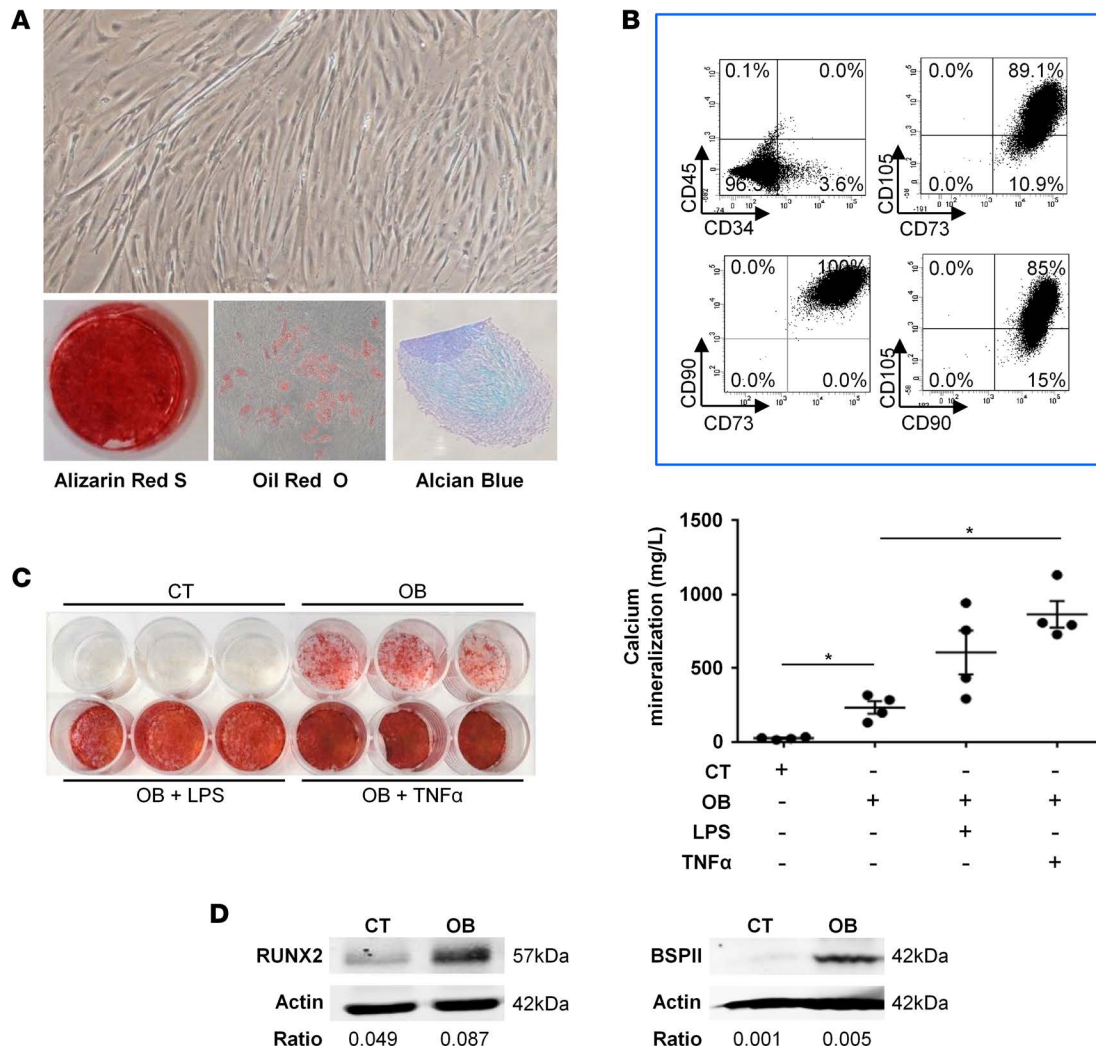 A
Alizarin Red S
Oil Red O
Alcian Blue
B
0.1% 0.0%
3.6%
CD45
CD34
0.0% 89.1%
0.0% 10.9%
CD105
CD73
0.0% 100%
0.0% 0.0%
CD90
CD73
0.0% 85%
0.0% 15%
CD105
CD90
C
CT OB
OB + LPS OB + TNFα
Calcium
mineralization (mg/L)
1500
1000
500
0
*
*
CT + - - -
OB - + + +
LPS - - + -
TNFα - - - +
D
CT OB
RUNX2 57kDa
Actin 42kDa
Ratio 0.049 0.087
CT OB
BSPII 42kDa
Actin 42kDa
Ratio 0.001 0.005